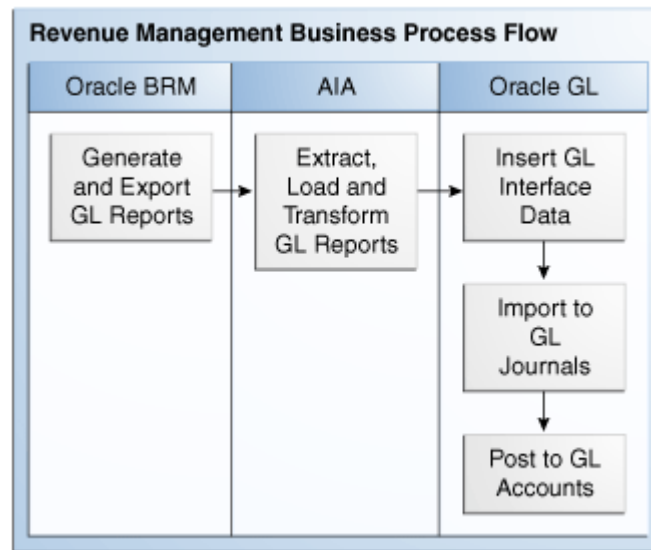 Revenue Management Business Process Flow
Oracle BRM
AIA
Oracle GL
Generate
and Export
GL Reports
Extract,
Load and
Transform
GL Reports
Insert GL
Interface
Data
Import to
GL
Journals
Post to GL
Accounts